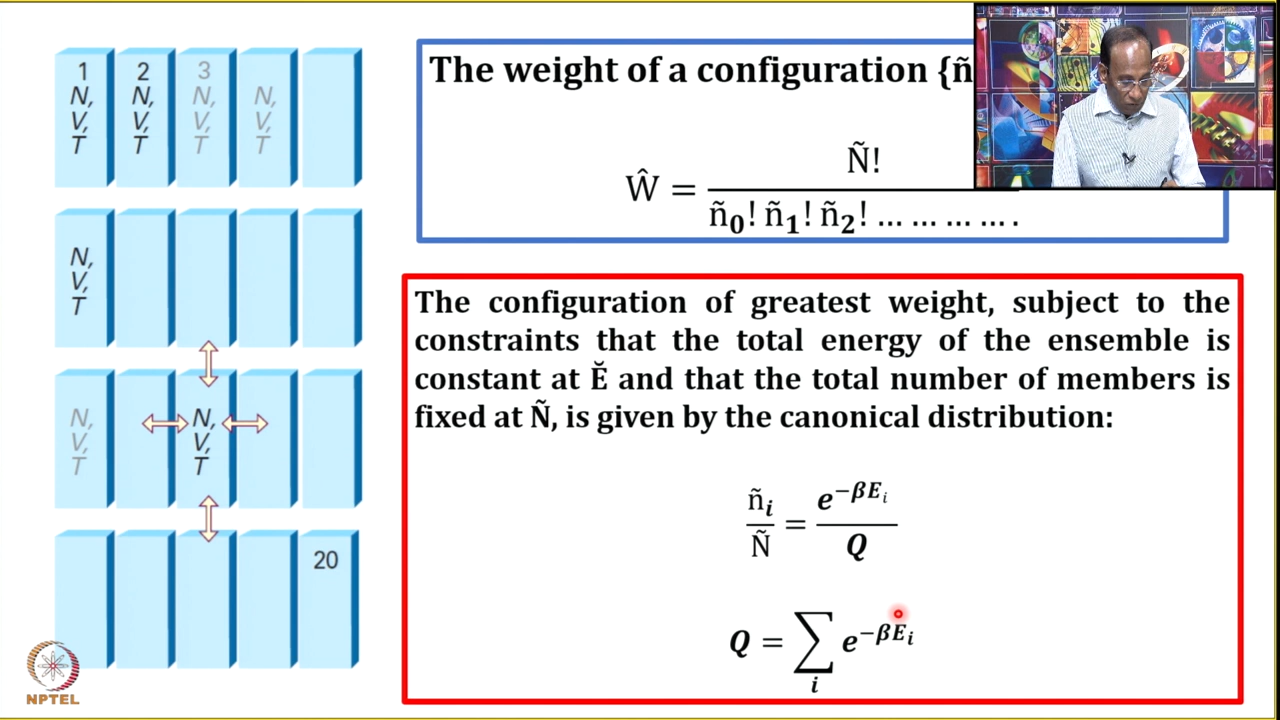 1 N, V, T
2 N, V, T
3 N, V, T
N, V, T
N, V, T
N, V, T
N, V, T
20
NPTEL
The weight of a configuration {ñ
Ŵ = Ñ! / ñ₀! ñ₁! ñ₂! … … … … .
The configuration of greatest weight, subject to the
constraints that the total energy of the ensemble is
constant at Ĕ and that the total number of members is
fixed at Ñ, is given by the canonical distribution:
ñᵢ / Ñ = e^(−βEᵢ) / Q
Q = ∑ᵢ e^(−βEᵢ)